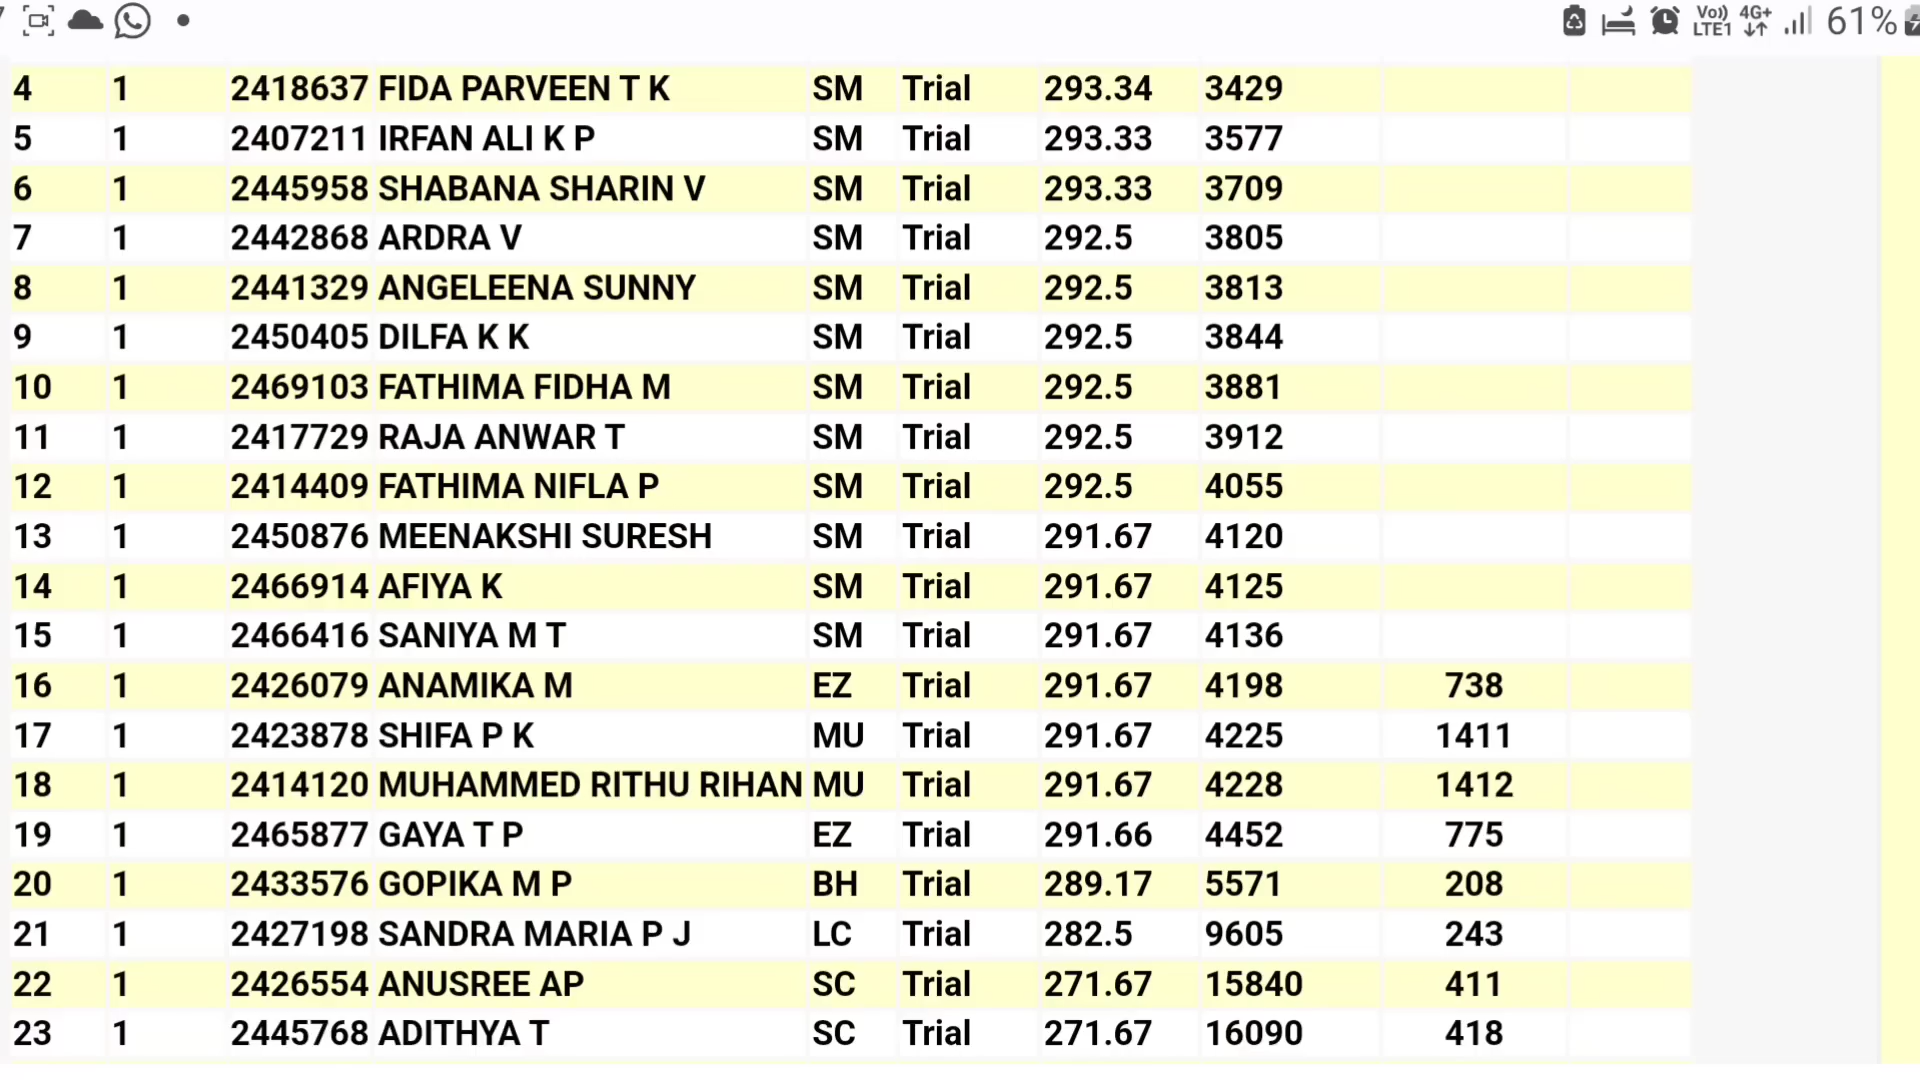 Vo)) LTE1 4G+ 61%
4 1 2418637 FIDA PARVEEN T K SM Trial 293.34 3429
5 1 2407211 IRFAN ALI K P SM Trial 293.33 3577
6 1 2445958 SHABANA SHARIN V SM Trial 293.33 3709
7 1 2442868 ARDRA V SM Trial 292.5 3805
8 1 2441329 ANGELEENA SUNNY SM Trial 292.5 3813
9 1 2450405 DILFA K K SM Trial 292.5 3844
10 1 2469103 FATHIMA FIDHA M SM Trial 292.5 3881
11 1 2417729 RAJA ANWAR T SM Trial 292.5 3912
12 1 2414409 FATHIMA NIFLA P SM Trial 292.5 4055
13 1 2450876 MEENAKSHI SURESH SM Trial 291.67 4120
14 1 2466914 AFIYA K SM Trial 291.67 4125
15 1 2466416 SANIYA M T SM Trial 291.67 4136
16 1 2426079 ANAMIKA M EZ Trial 291.67 4198 738
17 1 2423878 SHIFA P K MU Trial 291.67 4225 1411
18 1 2414120 MUHAMMED RITHU RIHAN MU Trial 291.67 4228 1412
19 1 2465877 GAYA T P EZ Trial 291.66 4452 775
20 1 2433576 GOPIKA M P BH Trial 289.17 5571 208
21 1 2427198 SANDRA MARIA P J LC Trial 282.5 9605 243
22 1 2426554 ANUSREE AP SC Trial 271.67 15840 411
23 1 2445768 ADITHYA T SC Trial 271.67 16090 418